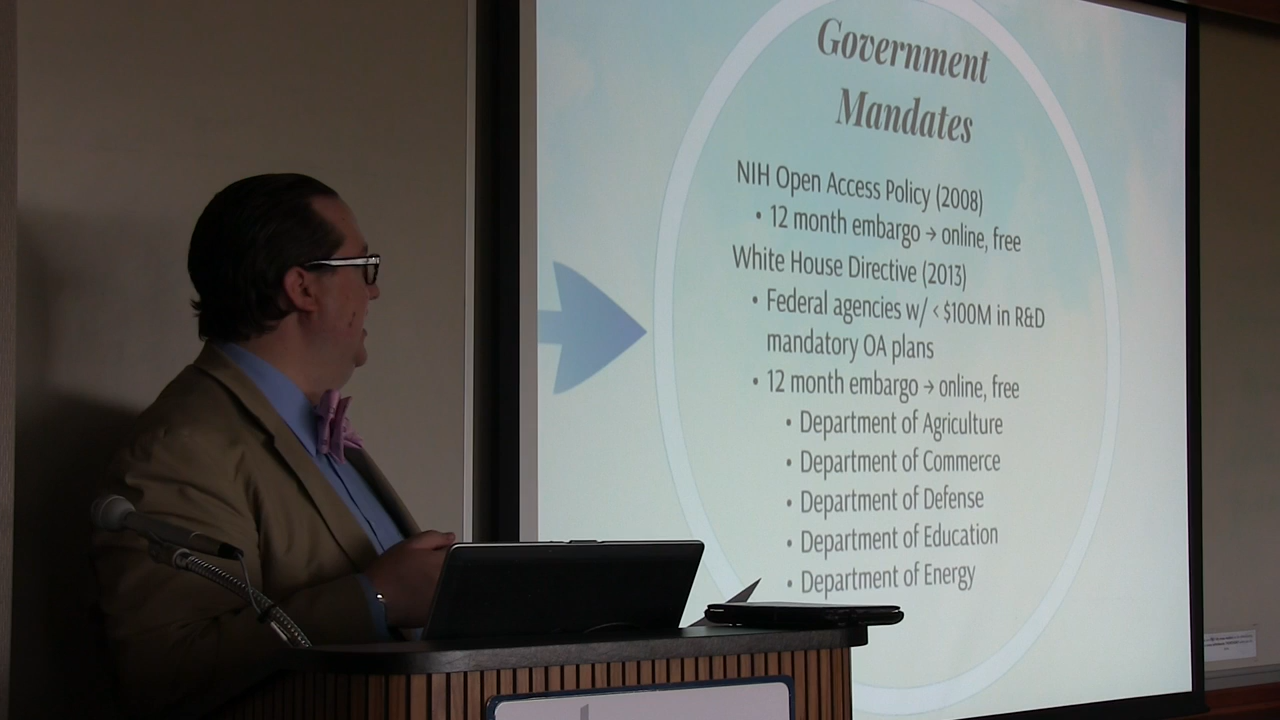 Government
Mandates
NIH Open Access Policy (2008)
• 12 month embargo → online, free
White House Directive (2013)
• Federal agencies w/ < $100M in R&D
mandatory OA plans
• 12 month embargo → online, free
• Department of Agriculture
• Department of Commerce
• Department of Defense
• Department of Education
• Department of Energy